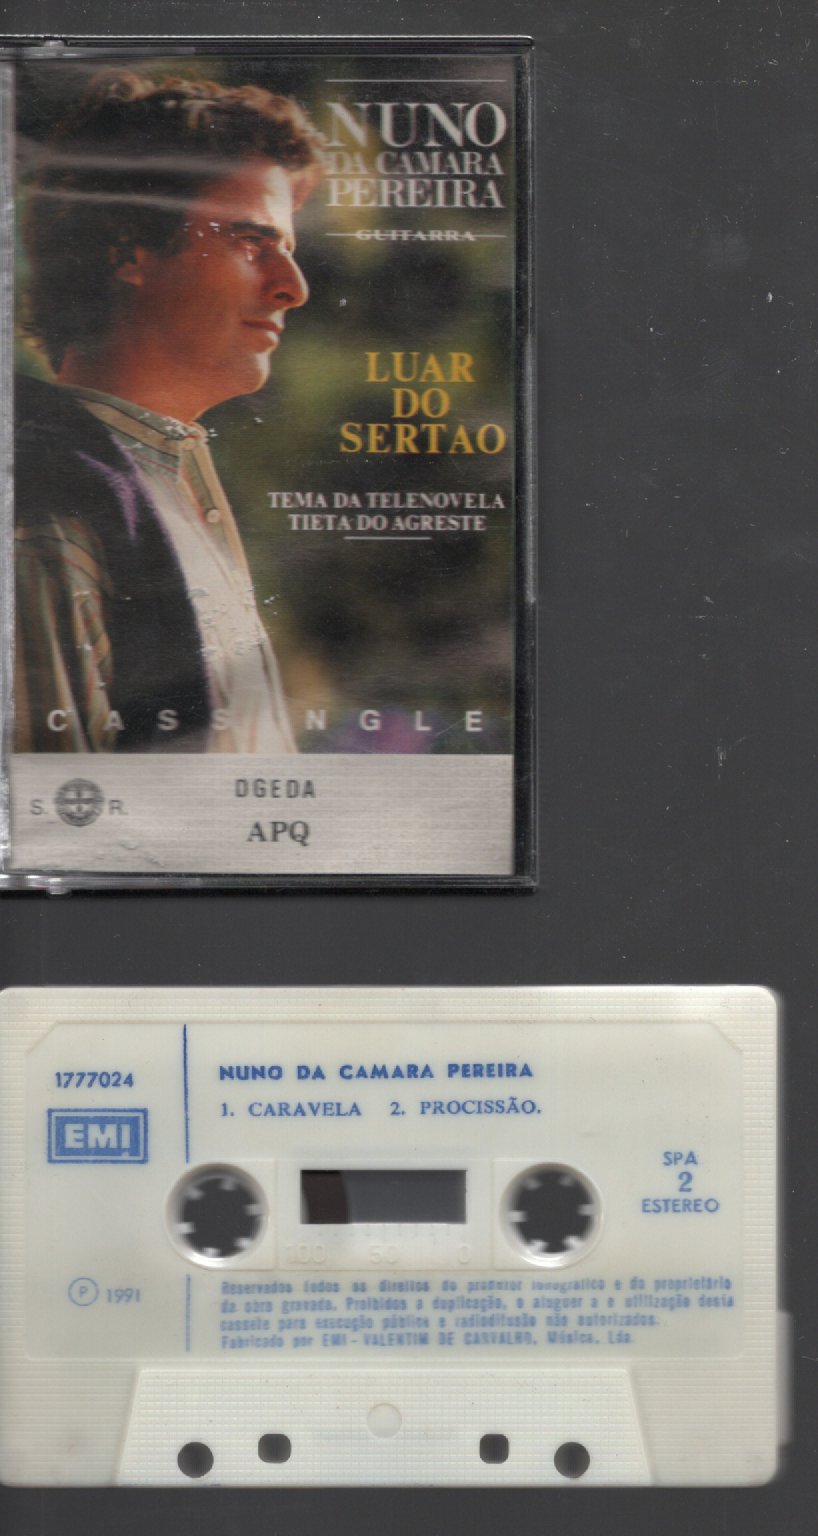 NUNO
DA CAMARA
PEREIRA
GUITARRA
LUAR
DO
SERTAO
TEMA DA TELENOVELA
TIETA DO AGRESTE
CASSINGLE
S. R.
DGEDA
APQ
1777024
EMI
NUNO DA CAMARA PEREIRA
1. CARAVELA 2. PROCISSÃO.
SPA
2
ESTEREO
100 50 0
P 1991
Reservados todos os direitos do produtor fonográfico e do proprietário
da obra gravada. Proibidos a duplicação, o aluguer e a utilização desta
cassete para execução pública e radiodifusão não autorizados.
Fabricado por EMI - VALENTIM DE CARVALHO, Música, Lda.